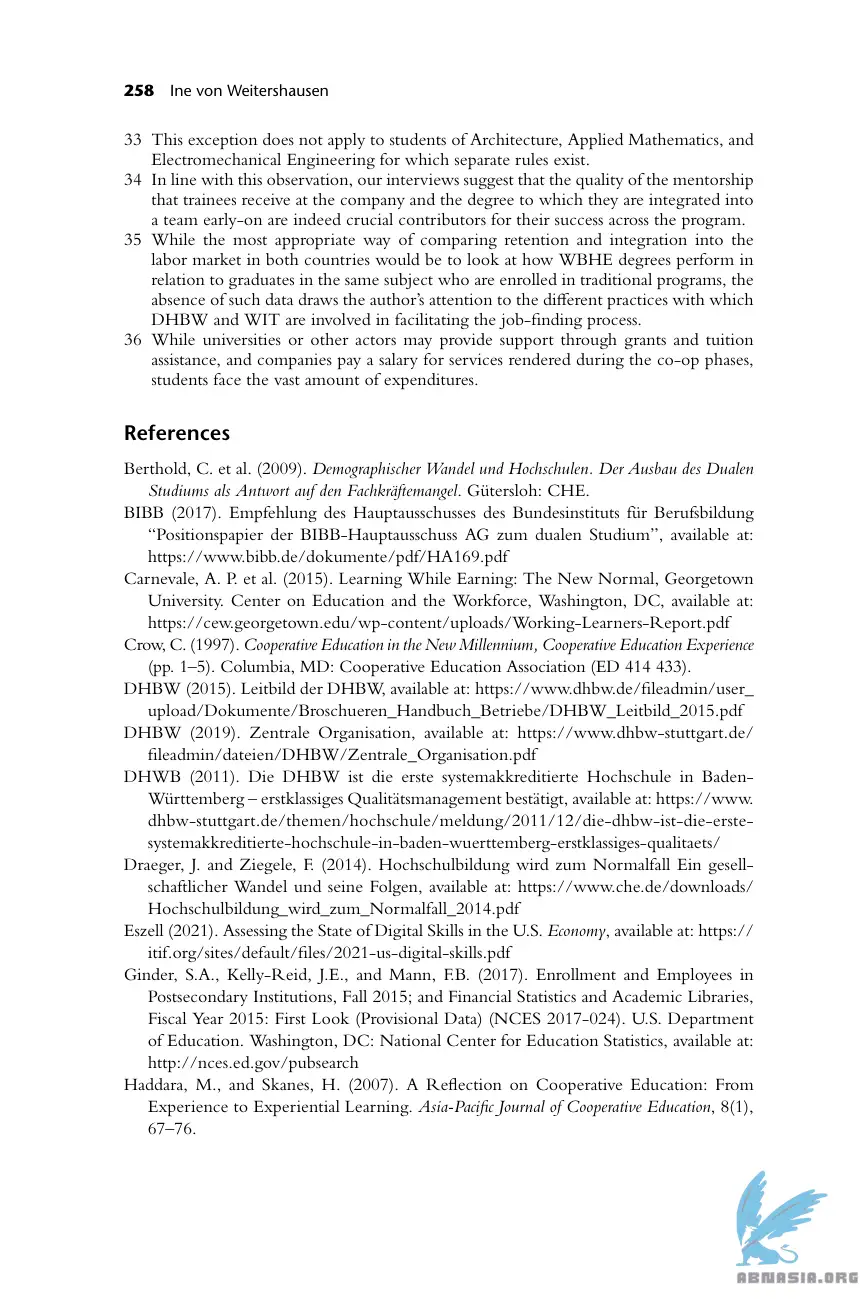 258 Ine von Weitershausen
33 This exception does not apply to students of Architecture, Applied Mathematics, and
Electromechanical Engineering for which separate rules exist.
34 In line with this observation, our interviews suggest that the quality of the mentorship
that trainees receive at the company and the degree to which they are integrated into
a team early-on are indeed crucial contributors for their success across the program.
35 While the most appropriate way of comparing retention and integration into the
labor market in both countries would be to look at how WBHE degrees perform in
relation to graduates in the same subject who are enrolled in traditional programs, the
absence of such data draws the author's attention to the different practices with which
DHBW and WIT are involved in facilitating the job-finding process.
36 While universities or other actors may provide support through grants and tuition
assistance, and companies pay a salary for services rendered during the co-op phases,
students face the vast amount of expenditures.
References
Berthold, C. et al. (2009). Demographischer Wandel und Hochschulen. Der Ausbau des Dualen
Studiums als Antwort auf den Fachkräftemangel. Gütersloh: CHE.
BIBB (2017). Empfehlung des Hauptausschusses des Bundesinstituts für Berufsbildung
“Positionspapier der BIBB-Hauptausschuss AG zum dualen Studium”, available at:
https://www.bibb.de/dokumente/pdf/HA169.pdf
Carnevale, A. P. et al. (2015). Learning While Earning: The New Normal, Georgetown
University. Center on Education and the Workforce, Washington, DC, available at:
https://cew.georgetown.edu/wp-content/uploads/Working-Learners-Report.pdf
Crow, C. (1997). Cooperative Education in the New Millennium, Cooperative Education Experience
(pp. 1–5). Columbia, MD: Cooperative Education Association (ED 414 433).
DHBW (2015). Leitbild der DHBW, available at: https://www.dhbw.de/fileadmin/user_
upload/Dokumente/Broschueren_Handbuch_Betriebe/DHBW_Leitbild_2015.pdf
DHBW (2019). Zentrale Organisation, available at: https://www.dhbw-stuttgart.de/
fileadmin/dateien/DHBW/Zentrale_Organisation.pdf
DHWB (2011). Die DHBW ist die erste systemakkreditierte Hochschule in Baden-
Württemberg – erstklassiges Qualitätsmanagement bestätigt, available at: https://www.
dhbw-stuttgart.de/themen/hochschule/meldung/2011/12/die-dhbw-ist-die-erste-
systemakkreditierte-hochschule-in-baden-wuerttemberg-erstklassiges-qualitaets/
Draeger, J. and Ziegele, F. (2014). Hochschulbildung wird zum Normalfall Ein gesell-
schaftlicher Wandel und seine Folgen, available at: https://www.che.de/downloads/
Hochschulbildung_wird_zum_Normalfall_2014.pdf
Eszell (2021). Assessing the State of Digital Skills in the U.S. Economy, available at: https://
itif.org/sites/default/files/2021-us-digital-skills.pdf
Ginder, S.A., Kelly-Reid, J.E., and Mann, F.B. (2017). Enrollment and Employees in
Postsecondary Institutions, Fall 2015; and Financial Statistics and Academic Libraries,
Fiscal Year 2015: First Look (Provisional Data) (NCES 2017-024). U.S. Department
of Education. Washington, DC: National Center for Education Statistics, available at:
http://nces.ed.gov/pubsearch
Haddara, M., and Skanes, H. (2007). A Reflection on Cooperative Education: From
Experience to Experiential Learning. Asia-Pacific Journal of Cooperative Education, 8(1),
67–76.
ABNASIA.ORG